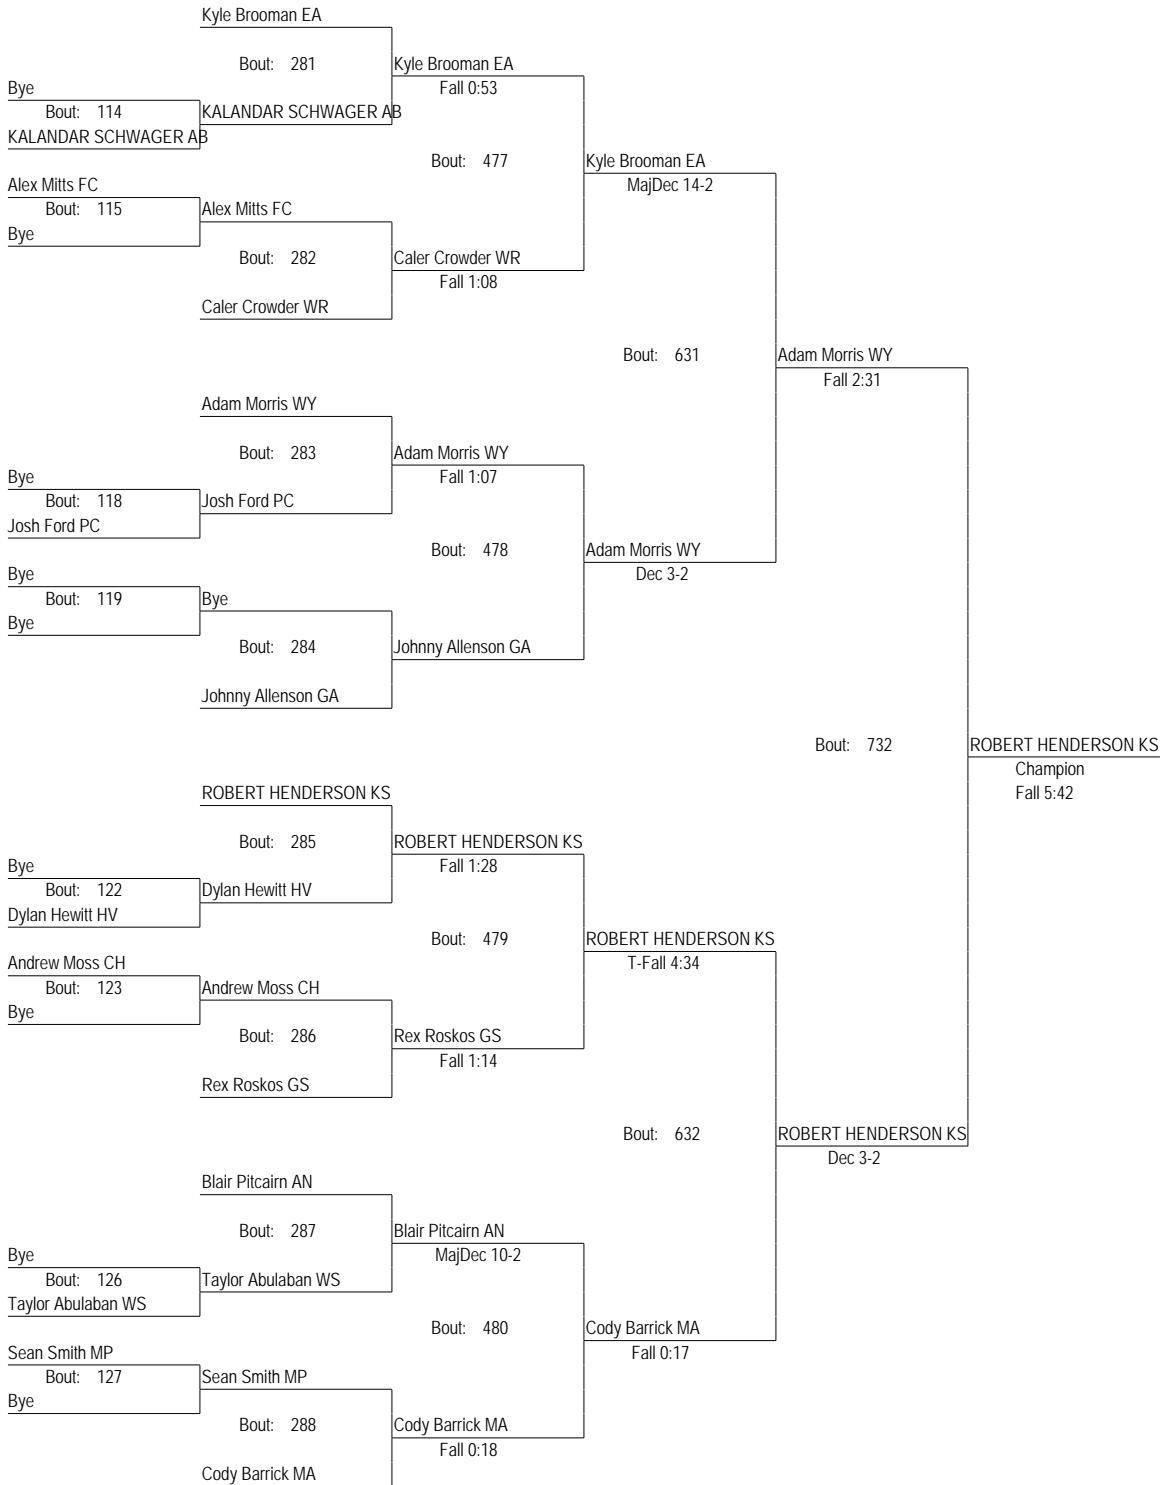 Kyle Brooman EA
Bout: 281
Kyle Brooman EA
Fall 0:53
Bye
Bout: 114
KALANDAR SCHWAGER AB
KALANDAR SCHWAGER AB
Bout: 477
Kyle Brooman EA
MajDec 14-2
Alex Mitts FC
Bout: 115
Alex Mitts FC
Bye
Bout: 282
Caler Crowder WR
Fall 1:08
Caler Crowder WR
Bout: 631
Adam Morris WY
Fall 2:31
Adam Morris WY
Bout: 283
Adam Morris WY
Fall 1:07
Bye
Bout: 118
Josh Ford PC
Josh Ford PC
Bout: 478
Adam Morris WY
Dec 3-2
Bye
Bout: 119
Bye
Bye
Bout: 284
Johnny Allenson GA
Johnny Allenson GA
Bout: 732
ROBERT HENDERSON KS
Champion
Fall 5:42
ROBERT HENDERSON KS
Bout: 285
ROBERT HENDERSON KS
Fall 1:28
Bye
Bout: 122
Dylan Hewitt HV
Dylan Hewitt HV
Bout: 479
ROBERT HENDERSON KS
T-Fall 4:34
Andrew Moss CH
Bout: 123
Andrew Moss CH
Bye
Bout: 286
Rex Roskos GS
Fall 1:14
Rex Roskos GS
Bout: 632
ROBERT HENDERSON KS
Dec 3-2
Blair Pitcairn AN
Bout: 287
Blair Pitcairn AN
MajDec 10-2
Bye
Bout: 126
Taylor Abulaban WS
Taylor Abulaban WS
Bout: 480
Cody Barrick MA
Fall 0:17
Sean Smith MP
Bout: 127
Sean Smith MP
Bye
Bout: 288
Cody Barrick MA
Fall 0:18
Cody Barrick MA